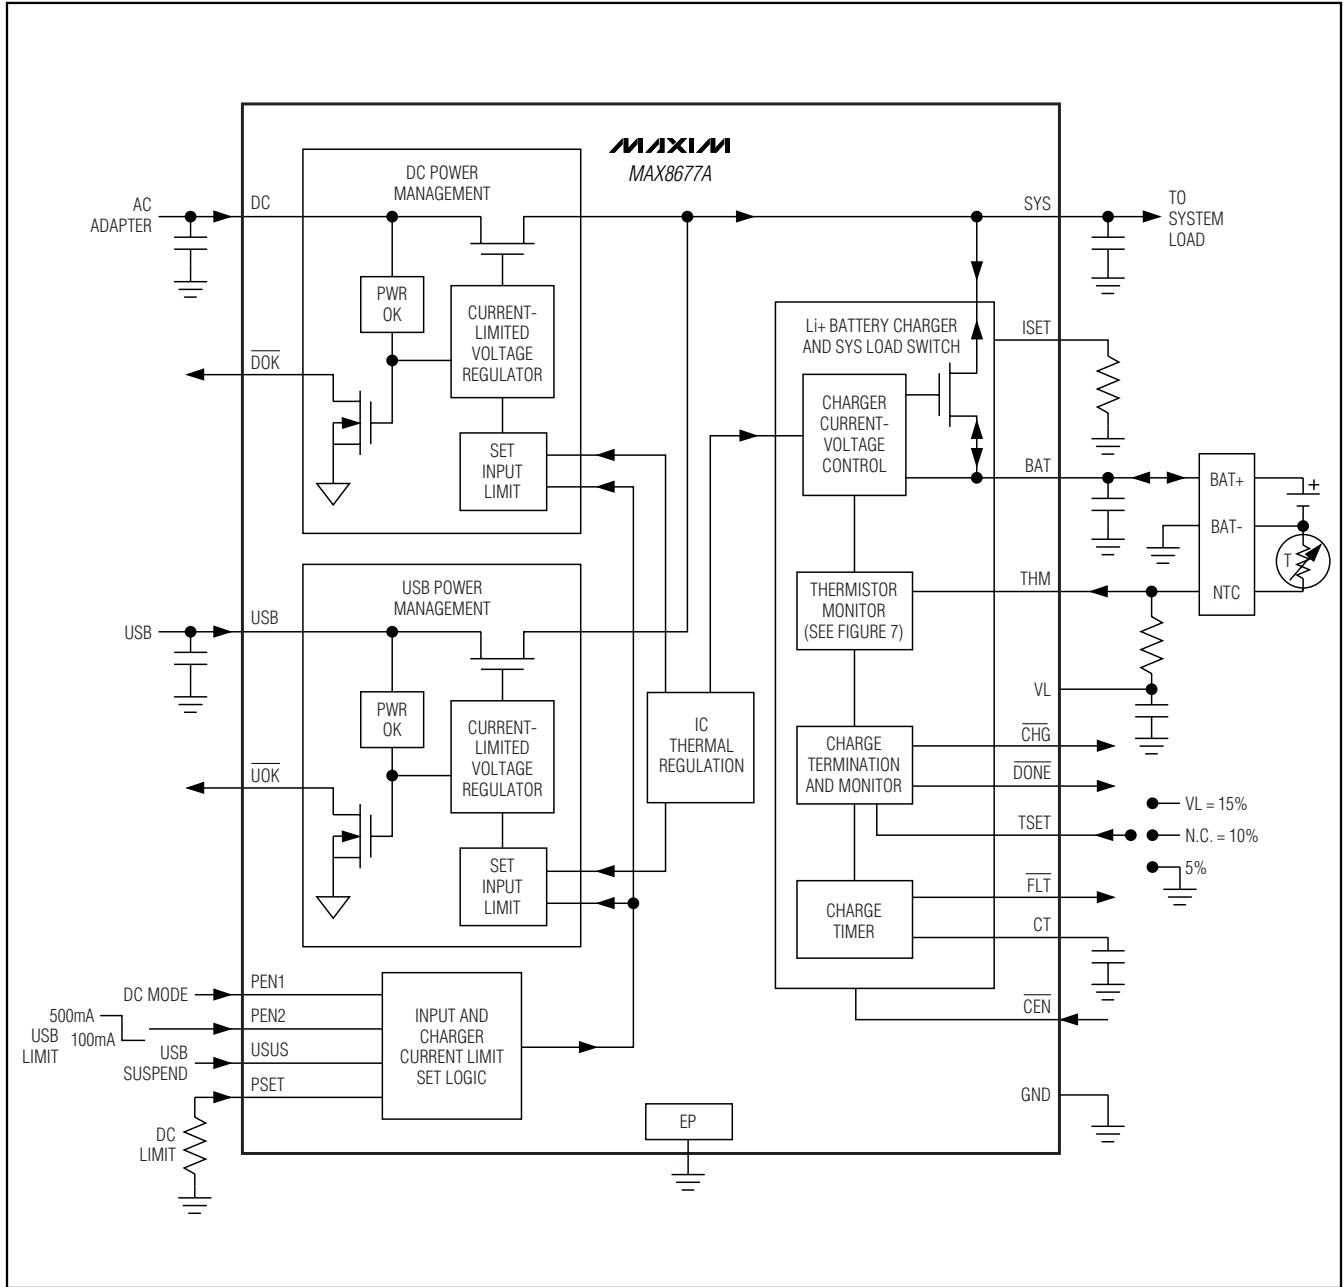 MAXIM
MAX8677A
DC POWER
MANAGEMENT
AC
ADAPTER
DC
PWR
OK
CURRENT-
LIMITED
VOLTAGE
REGULATOR
DOK
SET
INPUT
LIMIT
USB POWER
MANAGEMENT
USB
USB
PWR
OK
CURRENT-
LIMITED
VOLTAGE
REGULATOR
UOK
SET
INPUT
LIMIT
IC
THERMAL
REGULATION
DC MODE
PEN1
500mA
100mA
USB
LIMIT
PEN2
USB
SUSPEND
USUS
PSET
DC
LIMIT
INPUT AND
CHARGER
CURRENT LIMIT
SET LOGIC
EP
SYS
TO
SYSTEM
LOAD
Li+ BATTERY CHARGER
AND SYS LOAD SWITCH
ISET
CHARGER
CURRENT-
VOLTAGE
CONTROL
BAT
BAT+
+
BAT-
T
NTC
THM
THERMISTOR
MONITOR
(SEE FIGURE 7)
VL
CHARGE
TERMINATION
AND MONITOR
CHG
DONE
TSET
VL = 15%
N.C. = 10%
5%
CHARGE
TIMER
FLT
CT
CEN
GND